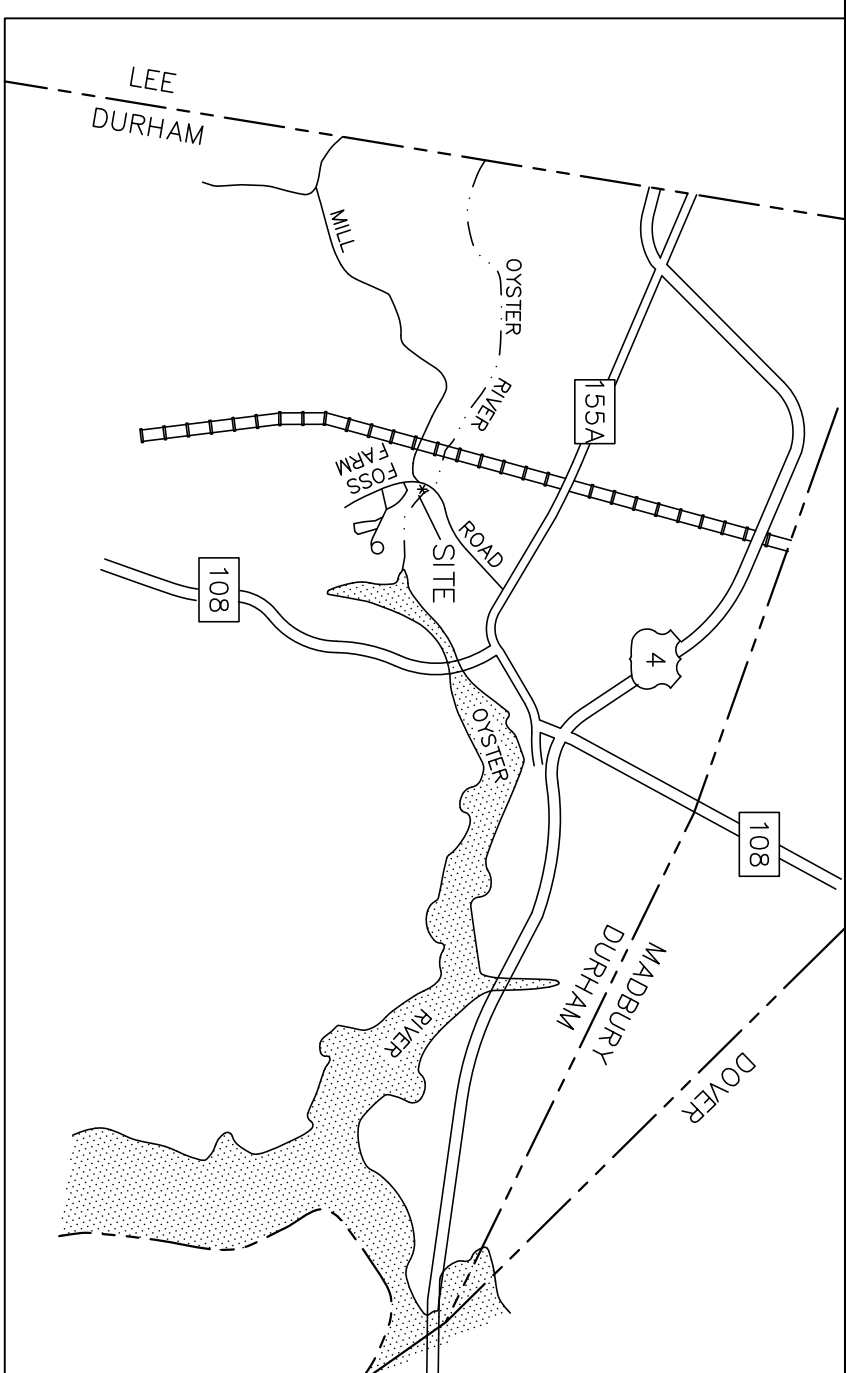 LEE
DURHAM
MILL
OYSTER
RIVER
155A
FOSS
FARM
ROAD
SITE
108
4
OYSTER
108
MADBURY
DURHAM
RIVER
DOVER